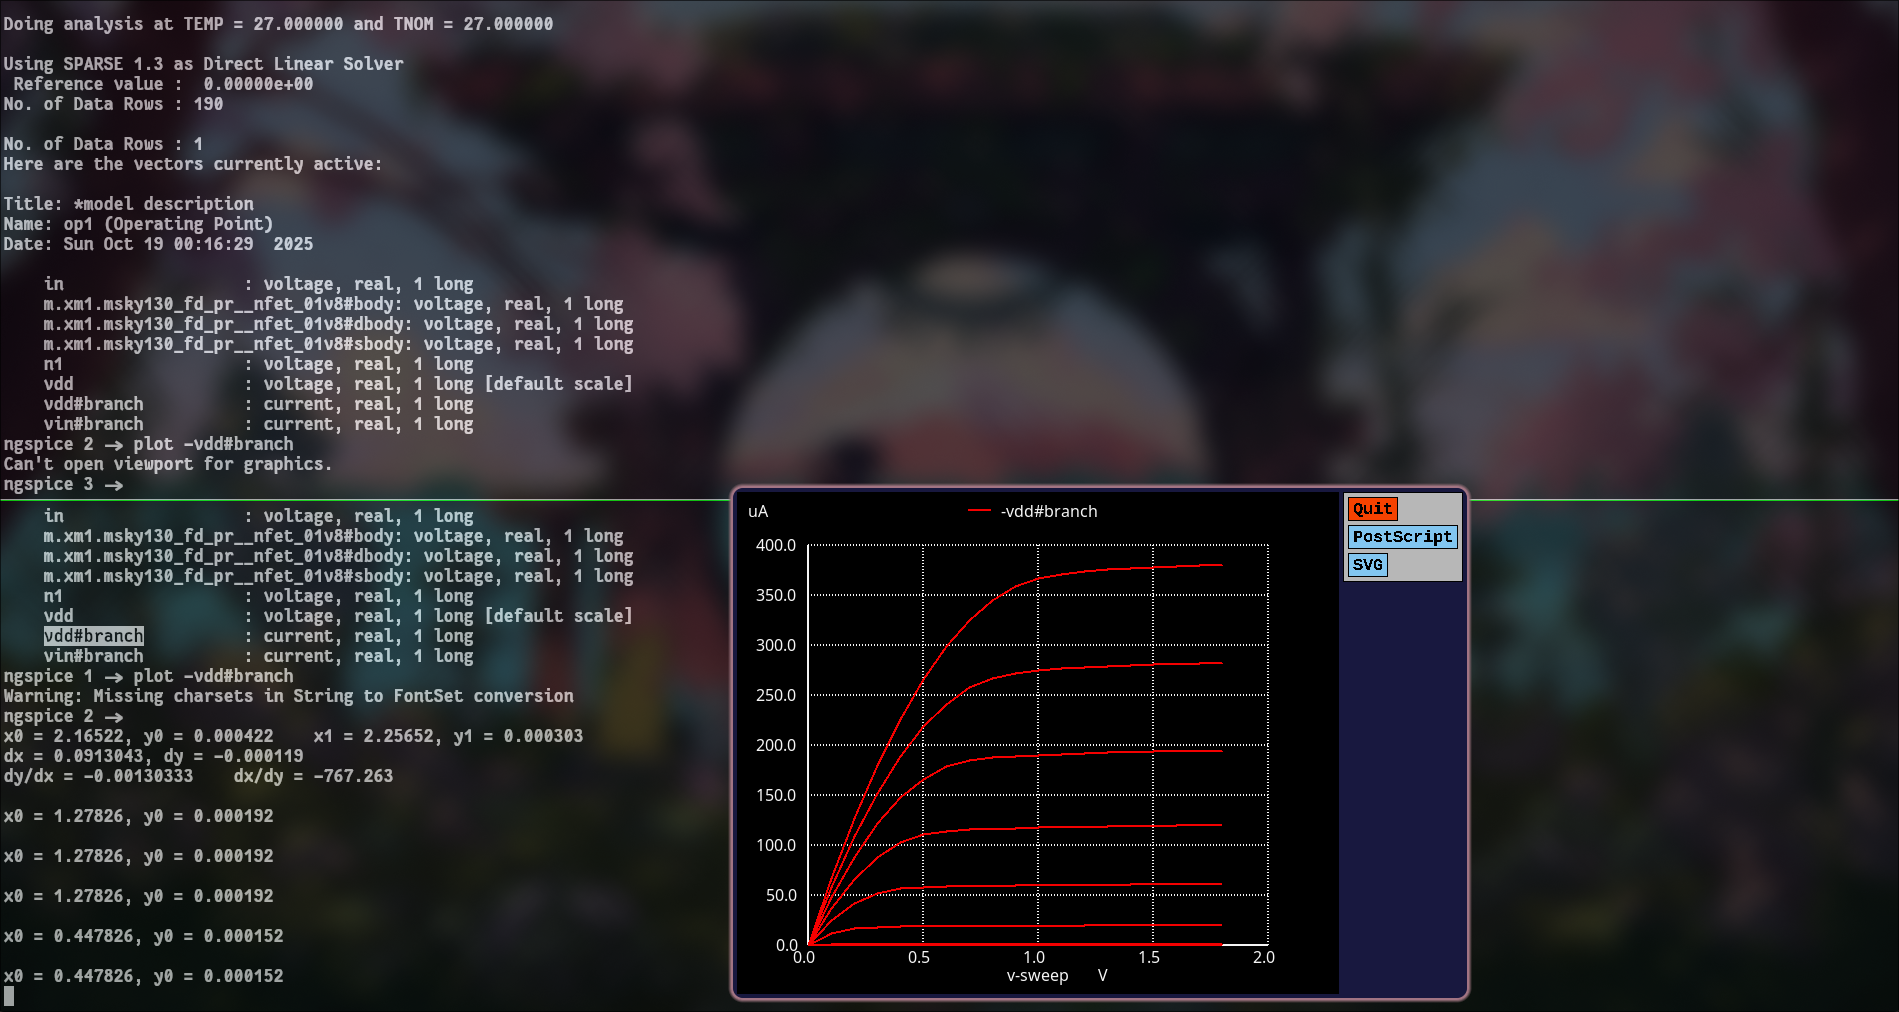 Doing analysis at TEMP = 27.000000 and TNOM = 27.000000
Using SPARSE 1.3 as Direct Linear Solver
Reference value :  0.00000e+00
No. of Data Rows : 190
No. of Data Rows : 1
Here are the vectors currently active:
Title: *model description
Name: op1 (Operating Point)
Date: Sun Oct 19 00:16:29  2025
in                  : voltage, real, 1 long
m.xm1.msky130_fd_pr__nfet_01v8#body: voltage, real, 1 long
m.xm1.msky130_fd_pr__nfet_01v8#dbody: voltage, real, 1 long
m.xm1.msky130_fd_pr__nfet_01v8#sbody: voltage, real, 1 long
n1                  : voltage, real, 1 long
vdd                 : voltage, real, 1 long [default scale]
vdd#branch          : current, real, 1 long
vin#branch          : current, real, 1 long
ngspice 2 -> plot -vdd#branch
Can't open viewport for graphics.
ngspice 3 ->
in                  : voltage, real, 1 long
m.xm1.msky130_fd_pr__nfet_01v8#body: voltage, real, 1 long
m.xm1.msky130_fd_pr__nfet_01v8#dbody: voltage, real, 1 long
m.xm1.msky130_fd_pr__nfet_01v8#sbody: voltage, real, 1 long
n1                  : voltage, real, 1 long
vdd                 : voltage, real, 1 long [default scale]
vdd#branch          : current, real, 1 long
vin#branch          : current, real, 1 long
ngspice 1 -> plot -vdd#branch
Warning: Missing charsets in String to FontSet conversion
ngspice 2 ->
x0 = 2.16522, y0 = 0.000422    x1 = 2.25652, y1 = 0.000303
dx = 0.0913043, dy = -0.000119
dy/dx = -0.00130333    dx/dy = -767.263
x0 = 1.27826, y0 = 0.000192
x0 = 1.27826, y0 = 0.000192
x0 = 1.27826, y0 = 0.000192
x0 = 0.447826, y0 = 0.000152
x0 = 0.447826, y0 = 0.000152
uA
-vdd#branch
400.0
350.0
300.0
250.0
200.0
150.0
100.0
50.0
0.0
0.0 0.5 1.0 1.5 2.0
v-sweep V
Quit
PostScript
SVG